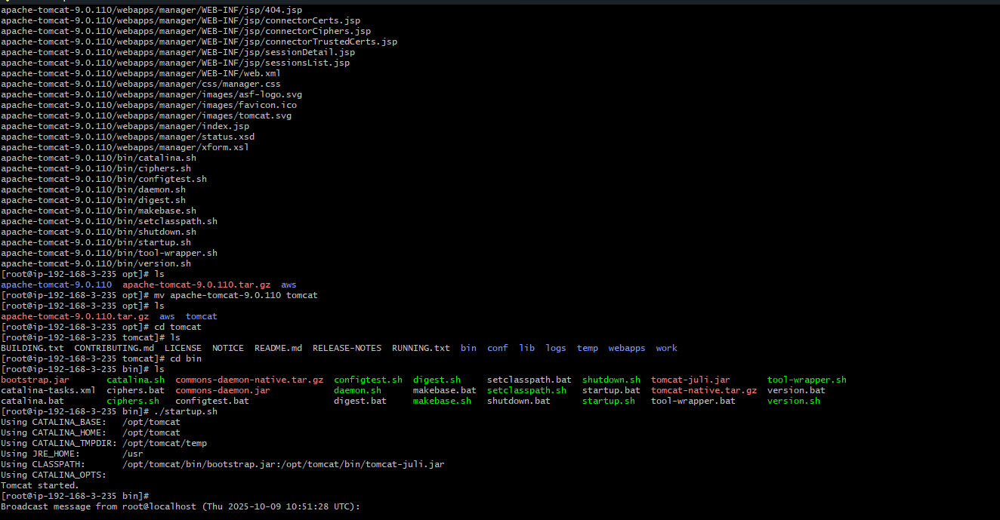 apache-tomcat-9.0.110/webapps/manager/WEB-INF/jsp/404.jsp
apache-tomcat-9.0.110/webapps/manager/WEB-INF/jsp/connectorCerts.jsp
apache-tomcat-9.0.110/webapps/manager/WEB-INF/jsp/connectorCiphers.jsp
apache-tomcat-9.0.110/webapps/manager/WEB-INF/jsp/connectorTrustedCerts.jsp
apache-tomcat-9.0.110/webapps/manager/WEB-INF/jsp/sessionDetail.jsp
apache-tomcat-9.0.110/webapps/manager/WEB-INF/jsp/sessionsList.jsp
apache-tomcat-9.0.110/webapps/manager/WEB-INF/web.xml
apache-tomcat-9.0.110/webapps/manager/css/manager.css
apache-tomcat-9.0.110/webapps/manager/images/asf-logo.svg
apache-tomcat-9.0.110/webapps/manager/images/favicon.ico
apache-tomcat-9.0.110/webapps/manager/images/tomcat.svg
apache-tomcat-9.0.110/webapps/manager/index.jsp
apache-tomcat-9.0.110/webapps/manager/status.xsd
apache-tomcat-9.0.110/webapps/manager/xform.xsl
apache-tomcat-9.0.110/bin/catalina.sh
apache-tomcat-9.0.110/bin/ciphers.sh
apache-tomcat-9.0.110/bin/configtest.sh
apache-tomcat-9.0.110/bin/daemon.sh
apache-tomcat-9.0.110/bin/digest.sh
apache-tomcat-9.0.110/bin/makebase.sh
apache-tomcat-9.0.110/bin/setclasspath.sh
apache-tomcat-9.0.110/bin/shutdown.sh
apache-tomcat-9.0.110/bin/startup.sh
apache-tomcat-9.0.110/bin/tool-wrapper.sh
apache-tomcat-9.0.110/bin/version.sh
[root@ip-192-168-3-235 opt]# ls
apache-tomcat-9.0.110  apache-tomcat-9.0.110.tar.gz  aws
[root@ip-192-168-3-235 opt]# mv apache-tomcat-9.0.110 tomcat
[root@ip-192-168-3-235 opt]# ls
apache-tomcat-9.0.110.tar.gz  aws  tomcat
[root@ip-192-168-3-235 opt]# cd tomcat
[root@ip-192-168-3-235 tomcat]# ls
BUILDING.txt  CONTRIBUTING.md  LICENSE  NOTICE  README.md  RELEASE-NOTES  RUNNING.txt  bin  conf  lib  logs  temp  webapps  work
[root@ip-192-168-3-235 tomcat]# cd bin
[root@ip-192-168-3-235 bin]# ls
bootstrap.jar       catalina.sh  commons-daemon-native.tar.gz  configtest.sh  digest.sh    setclasspath.bat  shutdown.sh  tomcat-juli.jar       tool-wrapper.sh
catalina-tasks.xml  ciphers.bat  commons-daemon.jar            daemon.sh      makebase.bat  setclasspath.sh   startup.bat  tomcat-native.tar.gz  version.bat
catalina.bat        ciphers.sh   configtest.bat                digest.bat     makebase.sh   shutdown.bat      startup.sh   tool-wrapper.bat      version.sh
[root@ip-192-168-3-235 bin]# ./startup.sh
Using CATALINA_BASE:   /opt/tomcat
Using CATALINA_HOME:   /opt/tomcat
Using CATALINA_TMPDIR: /opt/tomcat/temp
Using JRE_HOME:        /usr
Using CLASSPATH:       /opt/tomcat/bin/bootstrap.jar:/opt/tomcat/bin/tomcat-juli.jar
Using CATALINA_OPTS:
Tomcat started.
[root@ip-192-168-3-235 bin]#
Broadcast message from root@localhost (Thu 2025-10-09 10:51:28 UTC):